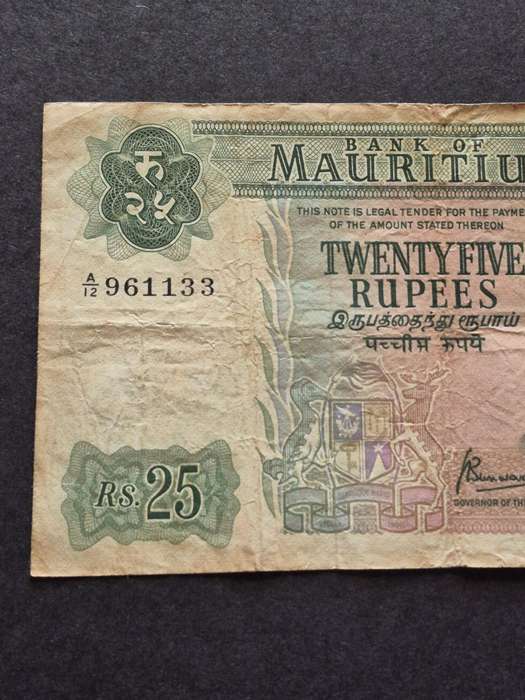 रु
२५
BANK OF
MAURITIU
THIS NOTE IS LEGAL TENDER FOR THE PAYME
OF THE AMOUNT STATED THEREON
TWENTY FIVE
RUPEES
A/12 961133
இருபத்தைந்து ரூபாய்
पच्चीस रुपये
Rs. 25
GOVERNOR OF THE